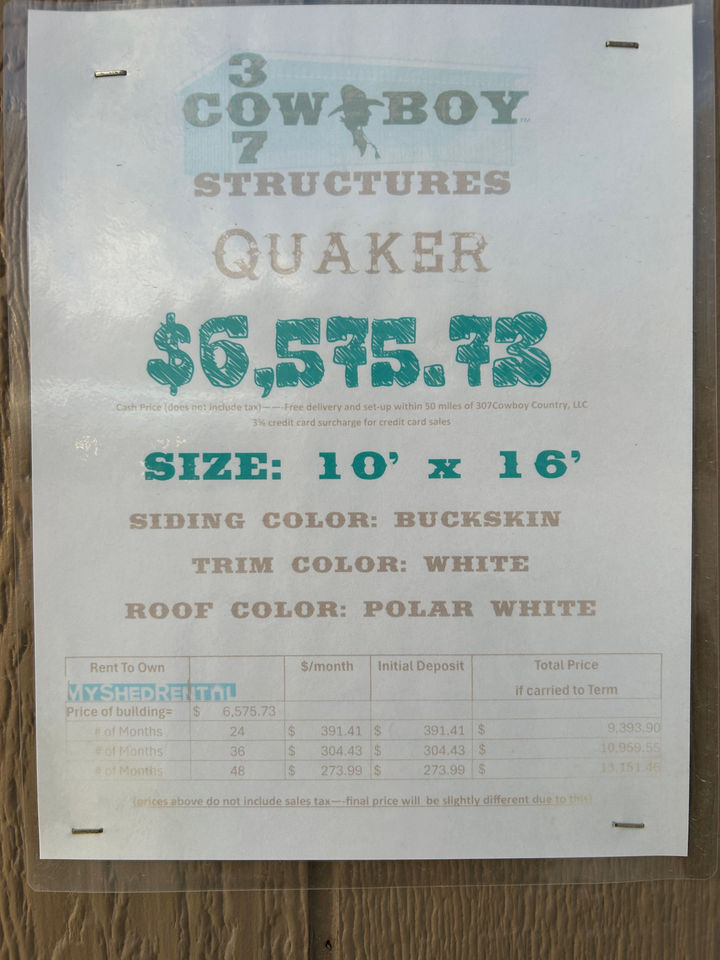 307 COWBOY
STRUCTURES
QUAKER
$6,575.73
Cash Price (does not include tax)——-Free delivery and set-up within 50 miles of 307Cowboy Country, LLC
3% credit card surcharge for credit card sales
SIZE: 10' x 16'
SIDING COLOR: BUCKSKIN
TRIM COLOR: WHITE
ROOF COLOR: POLAR WHITE
Rent To Own $/month Initial Deposit Total Price
MYSHEDRENTAL if carried to Term
Price of building= $ 6,575.73
# of Months 24 $ 391.41 $ 391.41 $ 9,393.90
# of Months 36 $ 304.43 $ 304.43 $ 10,959.55
# of Months 48 $ 273.99 $ 273.99 $ 13,151.46
(prices above do not include sales tax—-final price will be slightly different due to this)